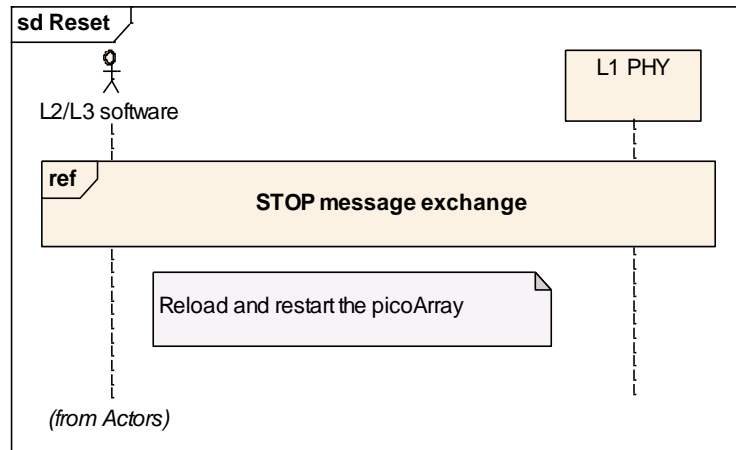 sd Reset
L2/L3 software
L1 PHY
ref
STOP message exchange
Reload and restart the picoArray
(from Actors)